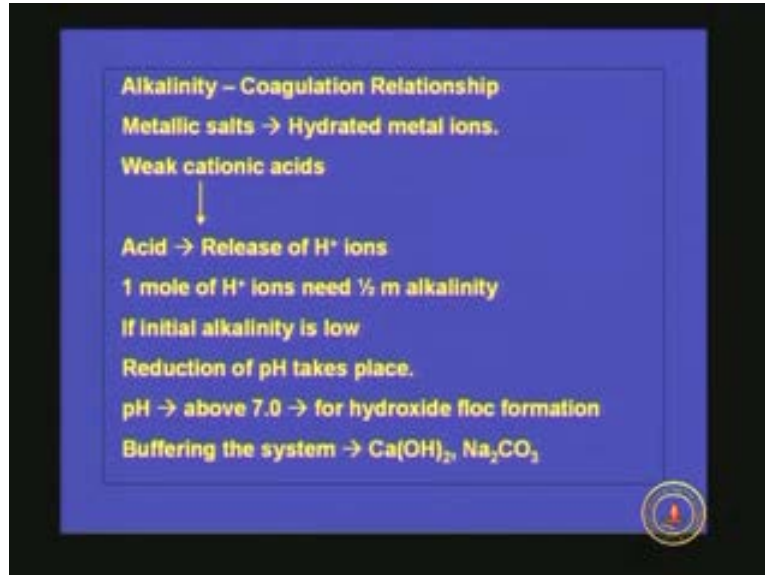 Alkalinity – Coagulation Relationship
Metallic salts → Hydrated metal ions.
Weak cationic acids
Acid → Release of H⁺ ions
1 mole of H⁺ ions need ½ m alkalinity
If initial alkalinity is low
Reduction of pH takes place.
pH → above 7.0 → for hydroxide floc formation
Buffering the system → Ca(OH)₂, Na₂CO₃